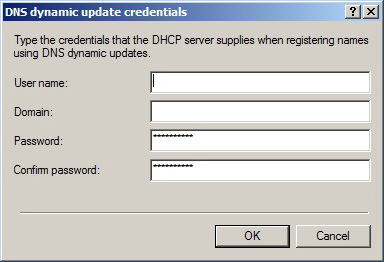 DNS dynamic update credentials
Type the credentials that the DHCP server supplies when registering names
using DNS dynamic updates.
User name:
Domain:
Password:
**********
Confirm password:
**********
OK
Cancel